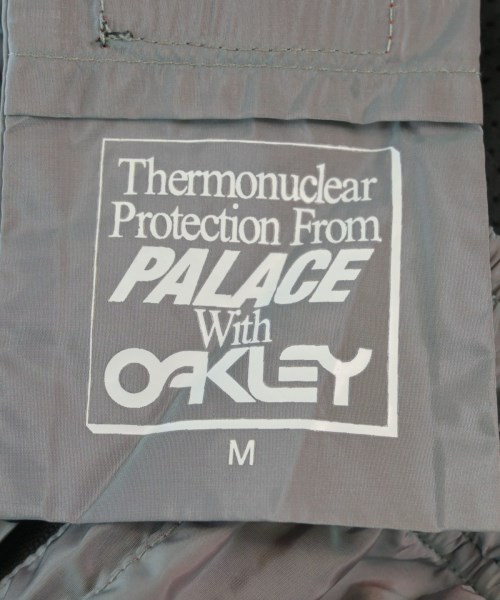 Thermonuclear
Protection From
PALACE
With
OAKLEY
M